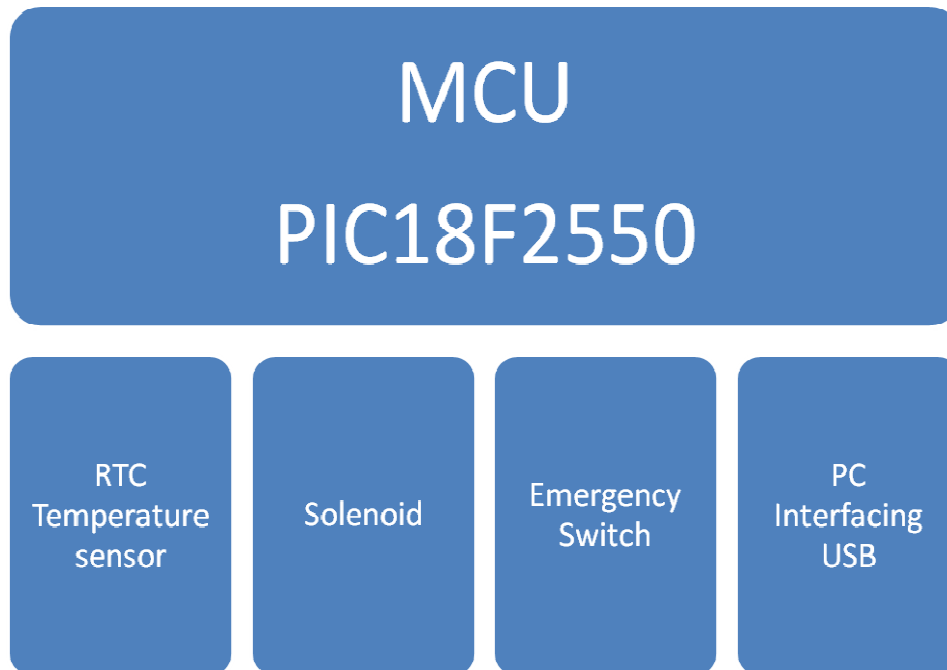 MCU
PIC18F2550
RTC
Temperature
sensor
Solenoid
Emergency
Switch
PC
Interfacing
USB